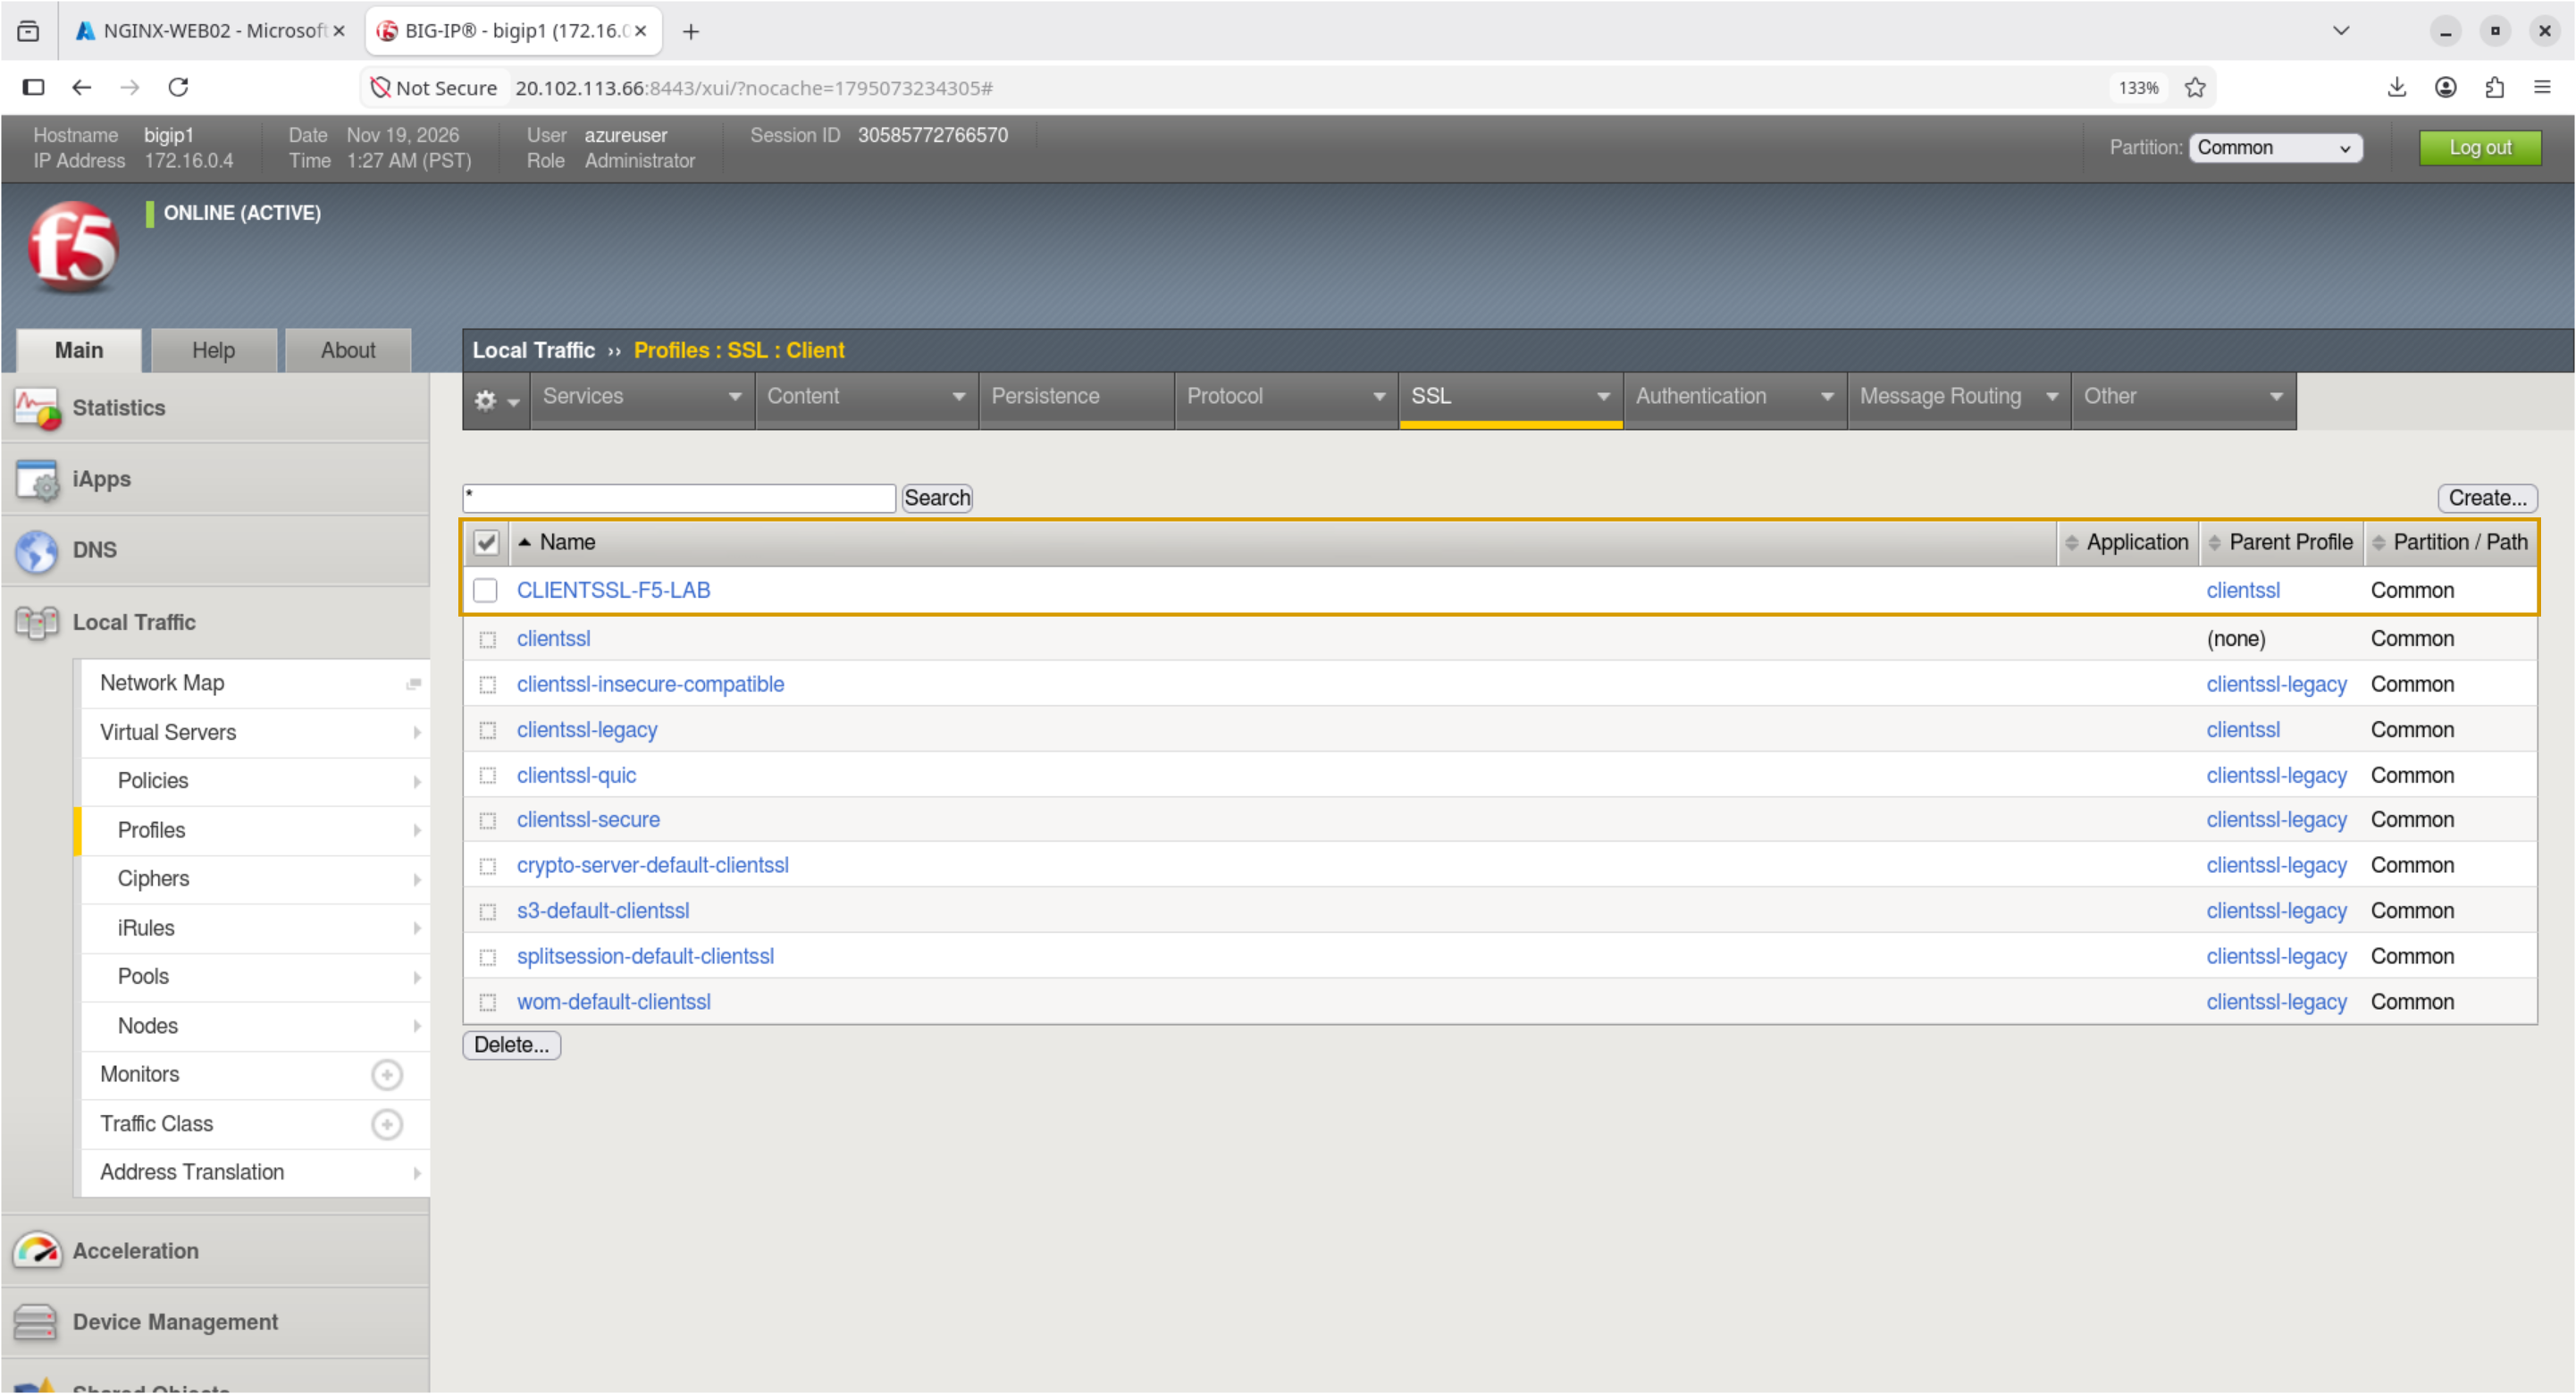 NGINX-WEB02 - Microsoft
BIG-IP® - bigip1 (172.16.0
Not Secure 20.102.113.66:8443/xui/?nocache=1795073234305#
133%
Hostname bigip1
IP Address 172.16.0.4
Date Nov 19, 2026
Time 1:27 AM (PST)
User azureuser
Role Administrator
Session ID 30585772766570
Partition: Common
Log out
f5
ONLINE (ACTIVE)
Main Help About
Local Traffic ›› Profiles : SSL : Client
Services Content Persistence Protocol SSL Authentication Message Routing Other
Statistics
iApps
DNS
Local Traffic
Network Map
Virtual Servers
Policies
Profiles
Ciphers
iRules
Pools
Nodes
Monitors
Traffic Class
Address Translation
Acceleration
Device Management
Shared Objects
* Search Create...
Name Application Parent Profile Partition / Path
CLIENTSSL-F5-LAB clientssl Common
clientssl (none) Common
clientssl-insecure-compatible clientssl-legacy Common
clientssl-legacy clientssl Common
clientssl-quic clientssl-legacy Common
clientssl-secure clientssl-legacy Common
crypto-server-default-clientssl clientssl-legacy Common
s3-default-clientssl clientssl-legacy Common
splitsession-default-clientssl clientssl-legacy Common
wom-default-clientssl clientssl-legacy Common
Delete...